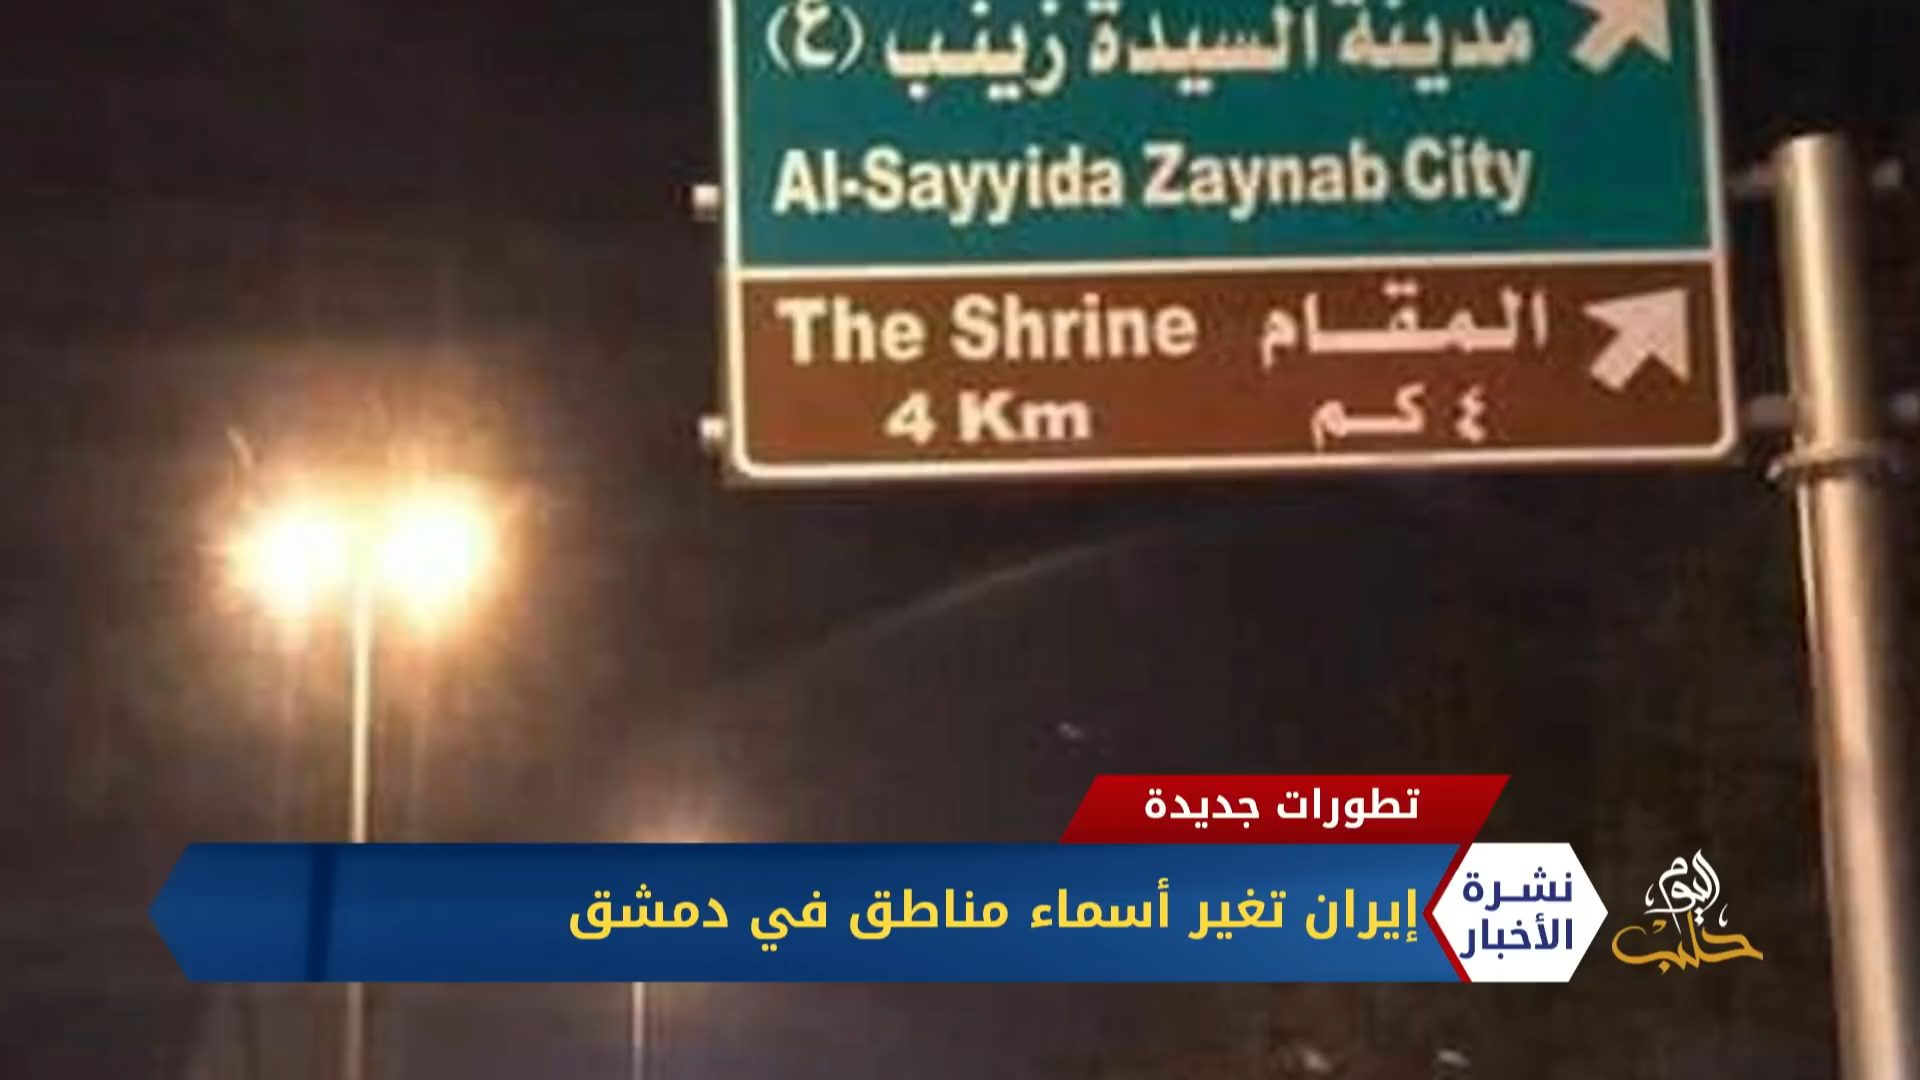 مدينة السيدة زينب (ع)
Al-Sayyida Zaynab City
The Shrine المقام
4 Km ٤ كم
تطورات جديدة
إيران تغير أسماء مناطق في دمشق
نشرة
الأخبار
حلب
اليوم